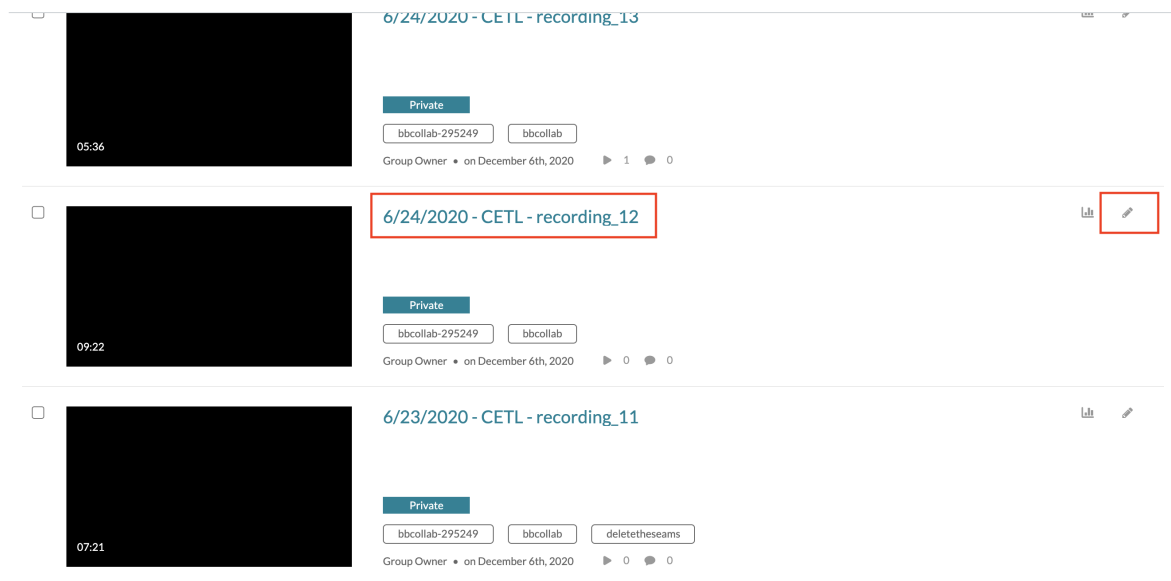 6/24/2020 - CETL - recording_13
Private
bbcollab-295249 bbcollab
05:36
Group Owner • on December 6th, 2020 1 0
6/24/2020 - CETL - recording_12
Private
bbcollab-295249 bbcollab
09:22
Group Owner • on December 6th, 2020 0 0
6/23/2020 - CETL - recording_11
Private
bbcollab-295249 bbcollab deletetheseams
07:21
Group Owner • on December 6th, 2020 0 0